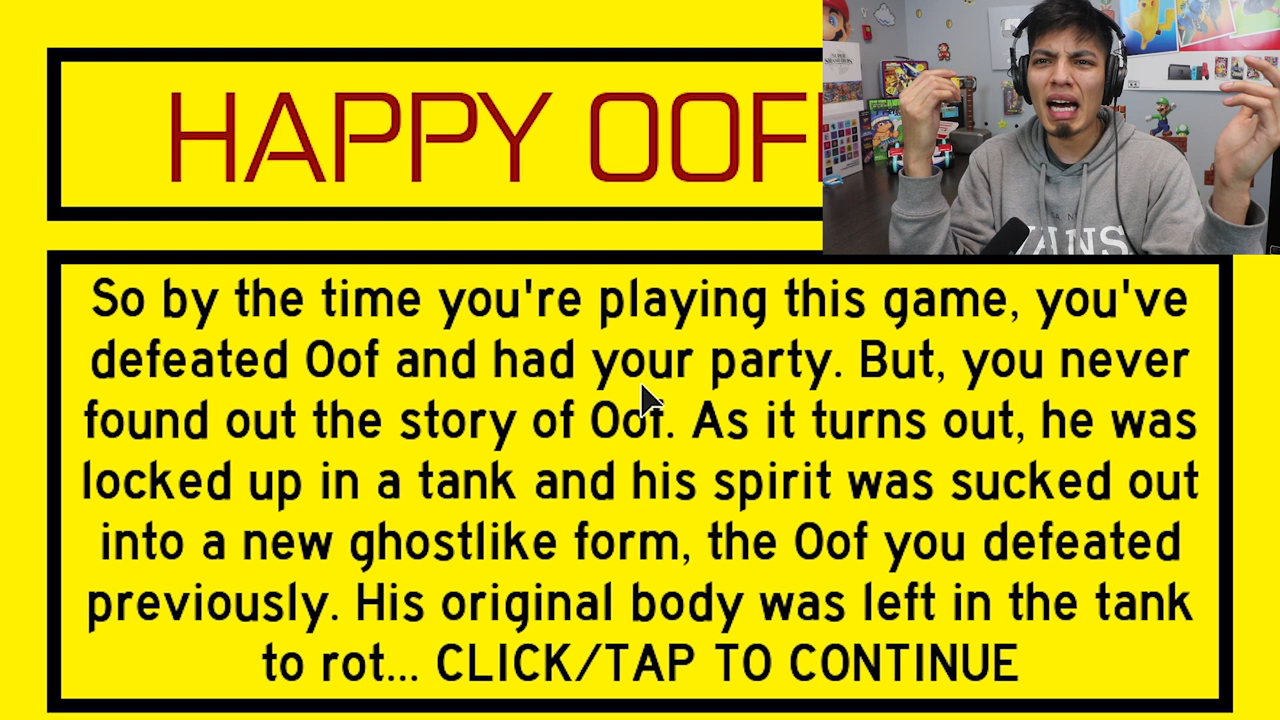 HAPPY OOF
So by the time you're playing this game, you've
defeated Oof and had your party. But, you never
found out the story of Oof. As it turns out, he was
locked up in a tank and his spirit was sucked out
into a new ghostlike form, the Oof you defeated
previously. His original body was left in the tank
to rot... CLICK/TAP TO CONTINUE
VANS